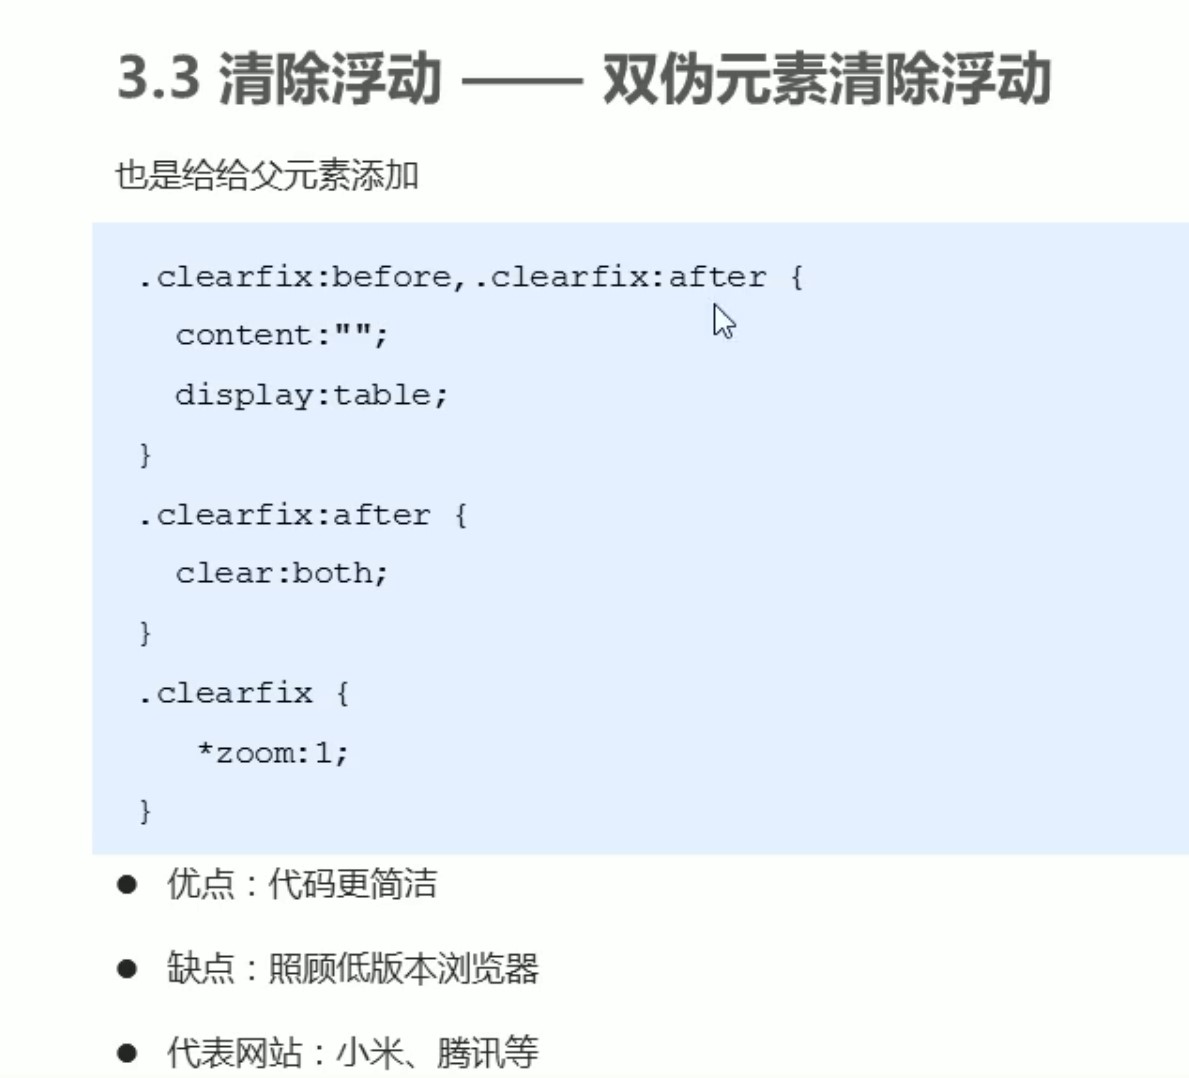 3.3 清除浮动 —— 双伪元素清除浮动
也是给给父元素添加
.clearfix:before,.clearfix:after {
content:"";
display:table;
}
.clearfix:after {
clear:both;
}
.clearfix {
*zoom:1;
}
● 优点：代码更简洁
● 缺点：照顾低版本浏览器
● 代表网站：小米、腾讯等